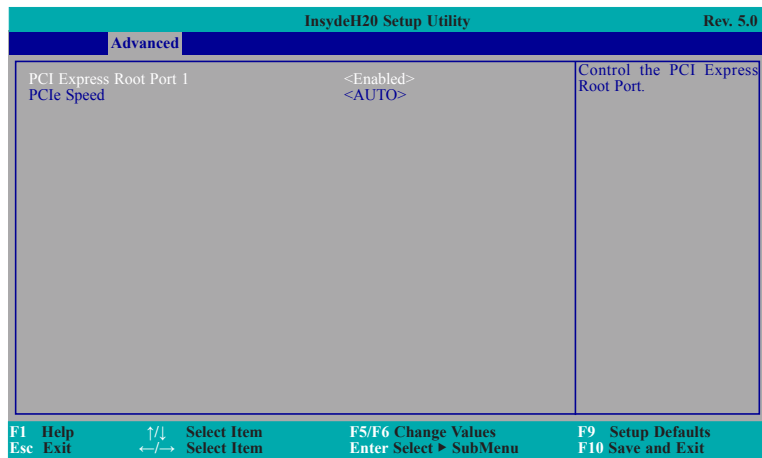 InsydeH20 Setup Utility Rev. 5.0
Advanced
PCI Express Root Port 1 <Enabled>
PCIe Speed <AUTO>
Control the PCI Express
Root Port.
F1 Help ↑/↓ Select Item F5/F6 Change Values F9 Setup Defaults
Esc Exit ←/→ Select Item Enter Select ► SubMenu F10 Save and Exit